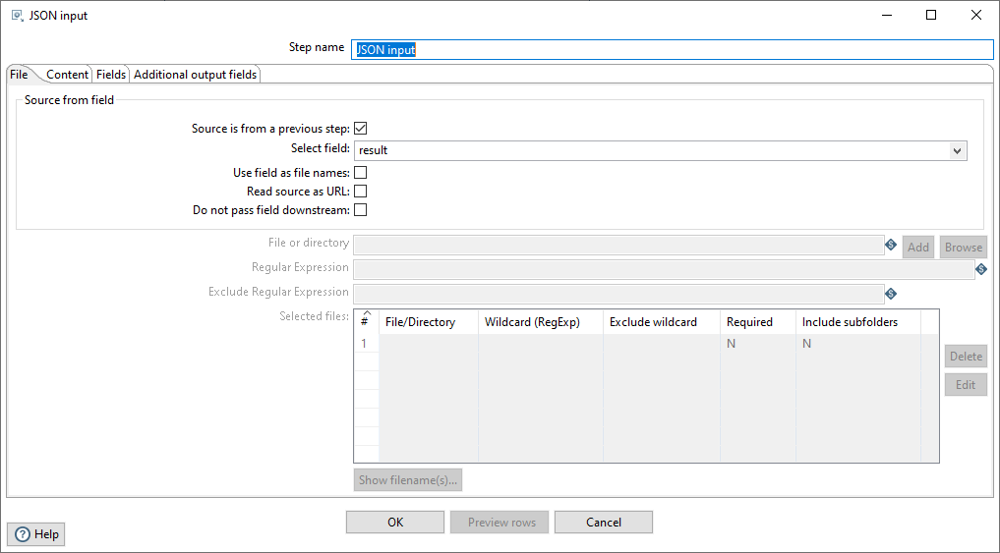 JSON input
Step name JSON input
File Content Fields Additional output fields
Source from field
Source is from a previous step:
Select field: result
Use field as file names:
Read source as URL:
Do not pass field downstream:
File or directory Add Browse
Regular Expression
Exclude Regular Expression
Selected files: # File/Directory Wildcard (RegExp) Exclude wildcard Required Include subfolders
1 N N
Delete
Edit
Show filename(s)...
OK Preview rows Cancel
Help